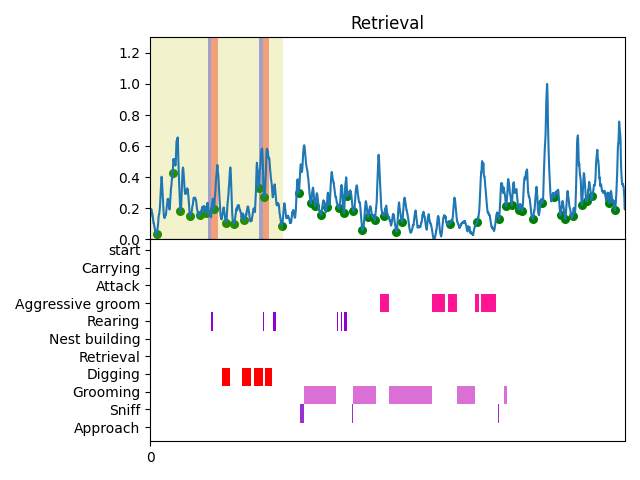 Retrieval
1.2
1.0
0.8
0.6
0.4
0.2
0.0
start
Carrying
Attack
Aggressive groom
Rearing
Nest building
Retrieval
Digging
Grooming
Sniff
Approach
0